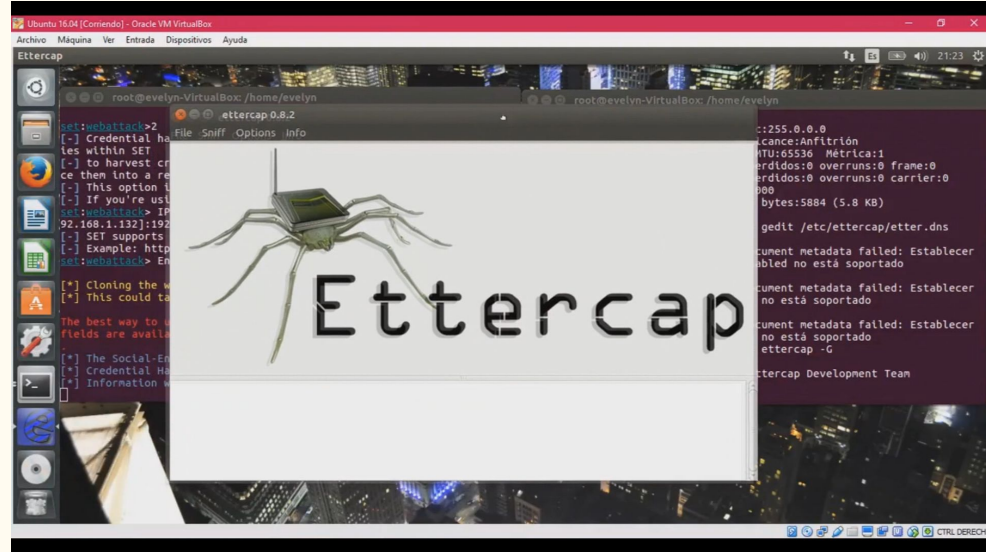 Ubuntu 16.04 [Corriendo] - Oracle VM VirtualBox
Archivo Máquina Ver Entrada Dispositivos Ayuda
Ettercap
Es
21:23
root@evelyn-VirtualBox: /home/evelyn
root@evelyn-VirtualBox: /home/evelyn
set:webattack>2
[-] Credential ha
ies within SET
[-] to harvest cr
ce them into a re
[-] This option i
[-] If you're usi
set:webattack> IP
92.168.1.132]:192
[-] SET supports
[-] Example: http
set:webattack> En
[*] Cloning the w
[*] This could ta
The best way to u
fields are availa
[*] The Social-En
[*] Credential Ha
[*] Information w
ettercap 0.8.2
File Sniff Options Info
Ettercap
c:255.0.0.0
cance:Anfitrión
MTU:65536 Métrica:1
erdidos:0 overruns:0 frame:0
erdidos:0 overruns:0 carrier:0
000
bytes:5884 (5.8 KB)
gedit /etc/ettercap/etter.dns
cument metadata failed: Establecer
abled no está soportado
cument metadata failed: Establecer
no está soportado
cument metadata failed: Establecer
no está soportado
ettercap -G
ttercap Development Team
CTRL DERECH